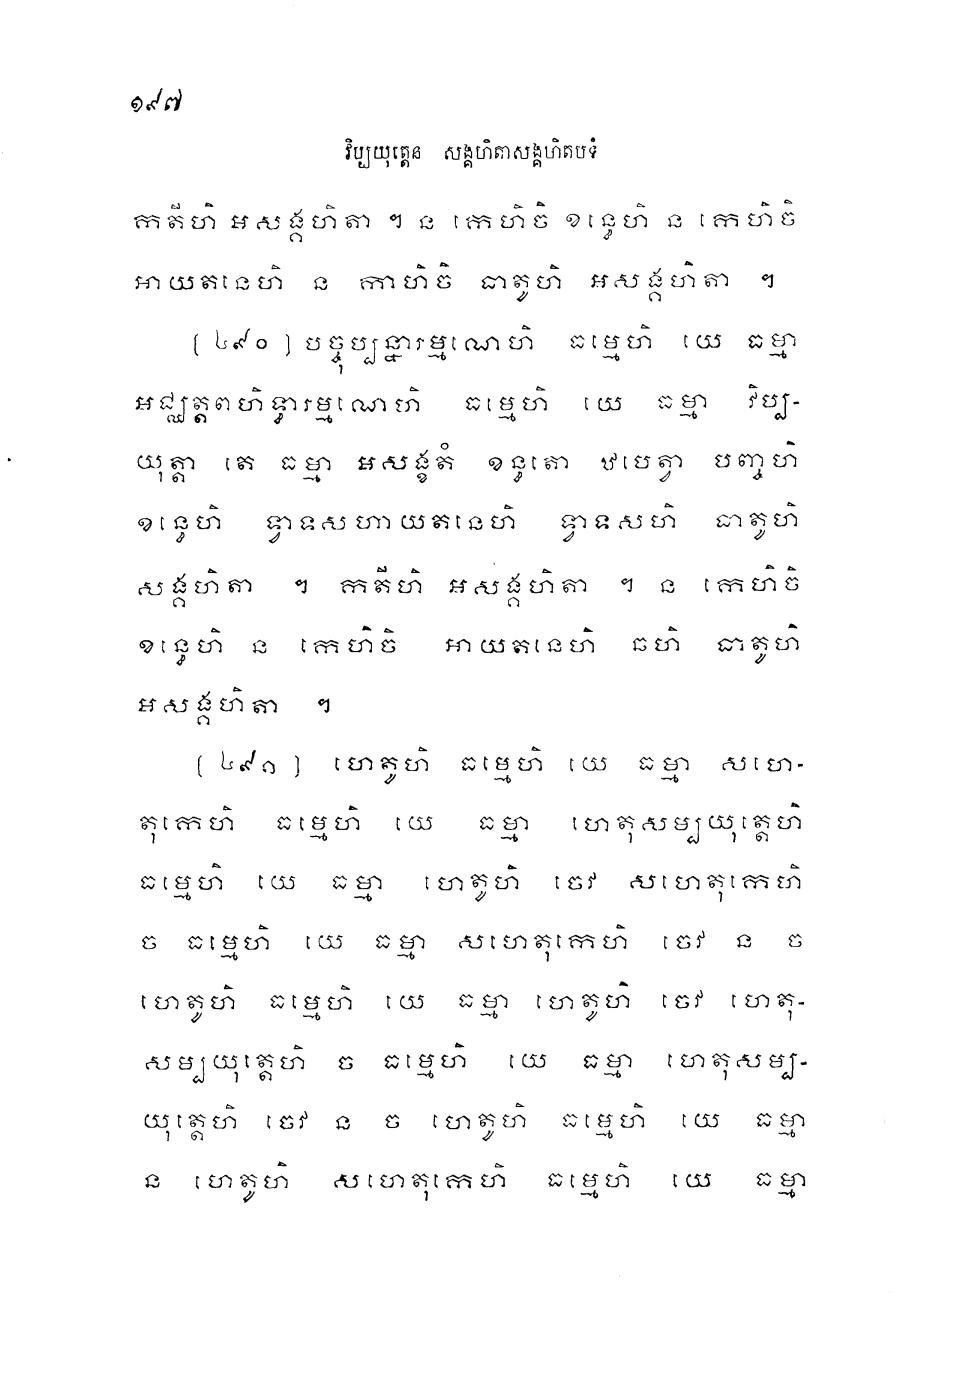 ១៩៧
វិប្បយុត្តេន សង្គហិតាសង្គហិតបទំ
កតីហិ អសង្គហិតា ។ ន កេហិចិ ខន្ធេហិ ន កេហិចិ
អាយតនេហិ ន កាហិចិ ធាតូហិ អសង្គហិតា ។
[ ៤៩០ ] បច្ចុប្បន្នារម្មណេហិ ធម្មេហិ យេ ធម្មា
អជ្ឈត្តពហិទ្ធារម្មណេហិ ធម្មេហិ យេ ធម្មា វិប្ប-
យុត្តា តេ ធម្មា អសង្ខតំ ខន្ធតោ ឋបេត្វា បញ្ចហិ
ខន្ធេហិ ទ្វាទសហាយតនេហិ ទ្វាទសហិ ធាតូហិ
សង្គហិតា ។ កតីហិ អសង្គហិតា ។ ន កេហិចិ
ខន្ធេហិ ន កេហិចិ អាយតនេហិ ឆហិ ធាតូហិ
អសង្គហិតា ។
[ ៤៩១ ] ហេតូហិ ធម្មេហិ យេ ធម្មា សហេ-
តុកេហិ ធម្មេហិ យេ ធម្មា ហេតុសម្បយុត្តេហិ
ធម្មេហិ យេ ធម្មា ហេតូហិ ចេវ សហេតុកេហិ
ច ធម្មេហិ យេ ធម្មា សហេតុកេហិ ចេវ ន ច
ហេតូហិ ធម្មេហិ យេ ធម្មា ហេតូហិ ចេវ ហេតុ-
សម្បយុត្តេហិ ច ធម្មេហិ យេ ធម្មា ហេតុសម្ប-
យុត្តេហិ ចេវ ន ច ហេតូហិ ធម្មេហិ យេ ធម្មា
ន ហេតូហិ សហេតុកេហិ ធម្មេហិ យេ ធម្មា